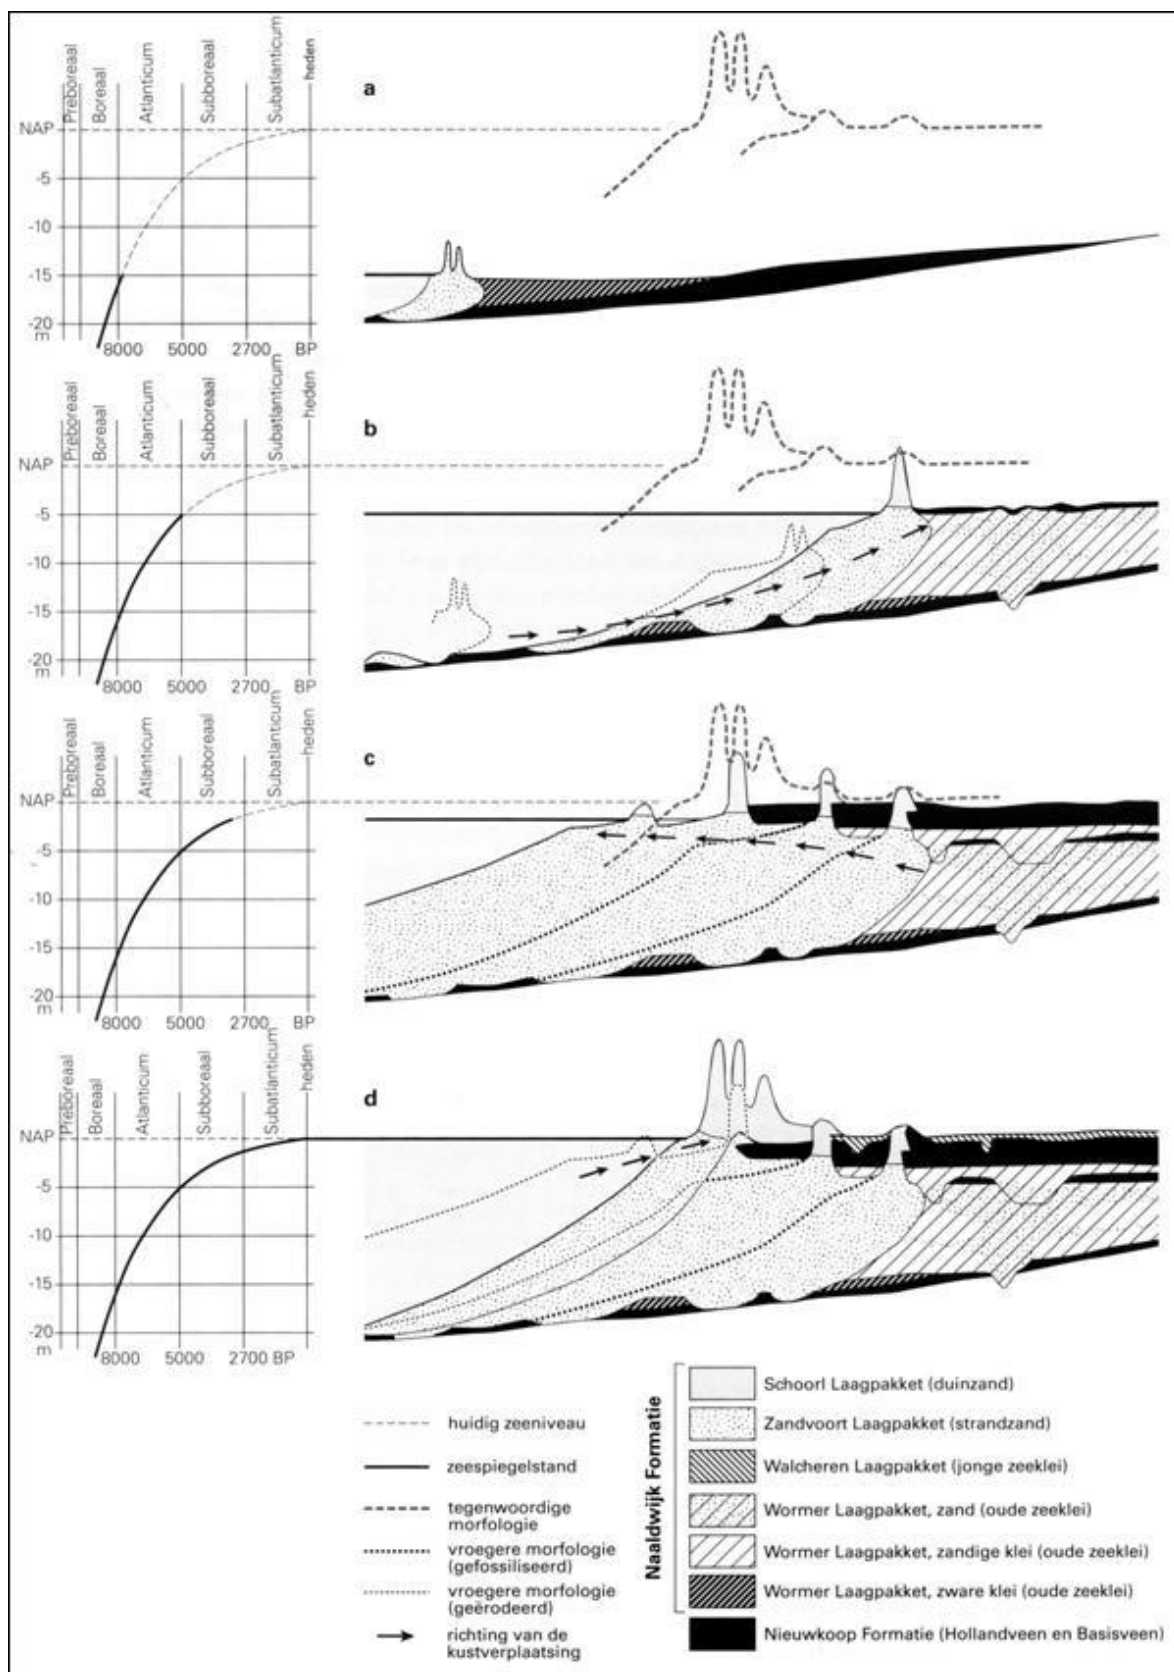 Preboreaal
Boreaal
Atlanticum
Subboreaal
Subatlanticum
heden
a
NAP
-5
-10
-15
-20
m
8000 5000 2700 BP
Preboreaal
Boreaal
Atlanticum
Subboreaal
Subatlanticum
heden
b
NAP
-5
-10
-15
-20
m
8000 5000 2700 BP
Preboreaal
Boreaal
Atlanticum
Subboreaal
Subatlanticum
heden
c
NAP
-5
-10
-15
-20
m
8000 5000 2700 BP
Preboreaal
Boreaal
Atlanticum
Subboreaal
Subatlanticum
heden
d
NAP
-5
-10
-15
-20
m
8000 5000 2700 BP
huidig zeeniveau
zeespiegelstand
tegenwoordige
morfologie
vroegere morfologie
(gefossiliseerd)
vroegere morfologie
(geërodeerd)
richting van de
kustverplaatsing
Naaldwijk Formatie
Schoorl Laagpakket (duinzand)
Zandvoort Laagpakket (strandzand)
Walcheren Laagpakket (jonge zeeklei)
Wormer Laagpakket, zand (oude zeeklei)
Wormer Laagpakket, zandige klei (oude zeeklei)
Wormer Laagpakket, zware klei (oude zeeklei)
Nieuwkoop Formatie (Hollandveen en Basisveen)